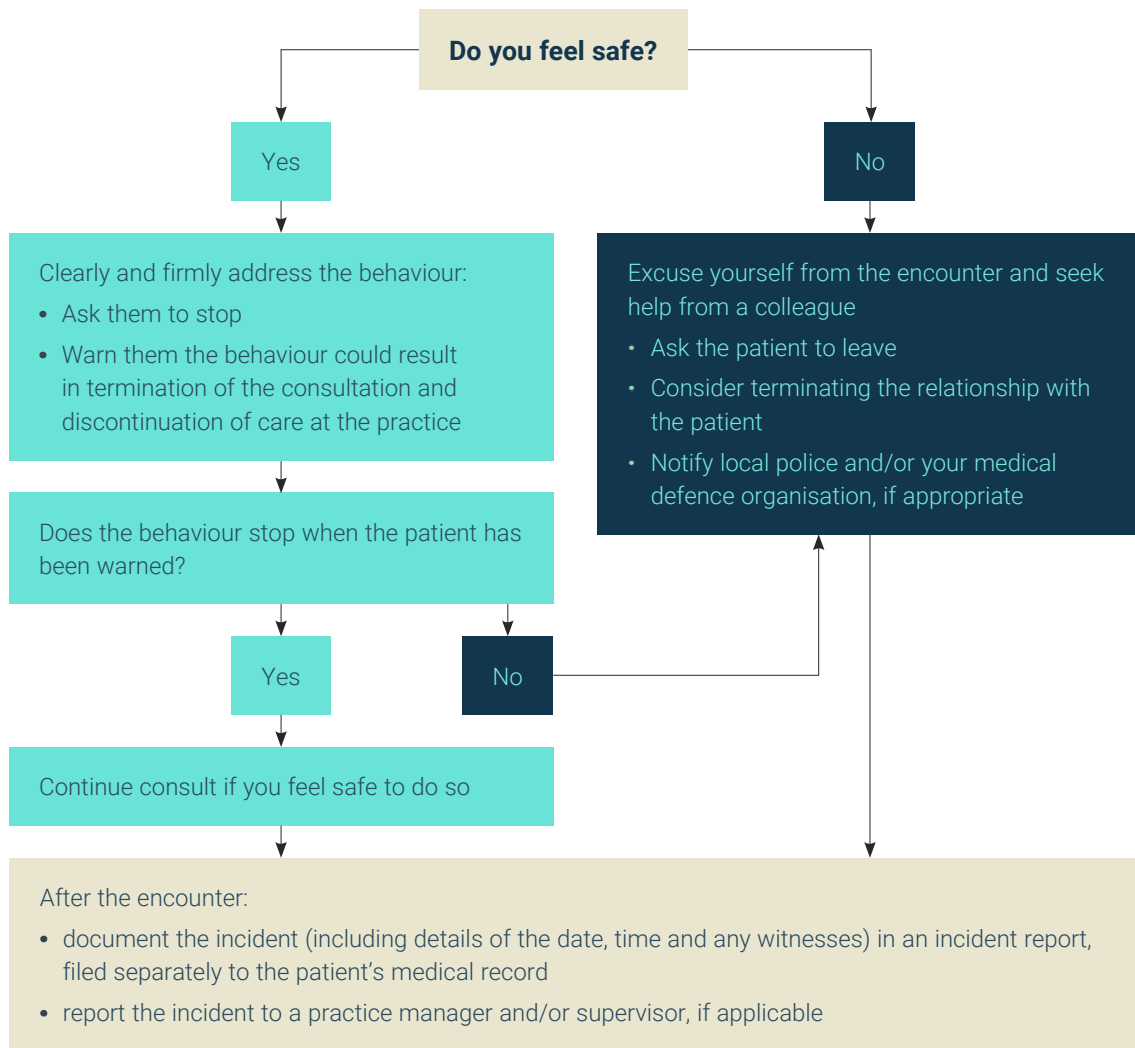 Do you feel safe?
Yes
No
Clearly and firmly address the behaviour:
• Ask them to stop
• Warn them the behaviour could result
in termination of the consultation and
discontinuation of care at the practice
Excuse yourself from the encounter and seek
help from a colleague
• Ask the patient to leave
• Consider terminating the relationship with
the patient
• Notify local police and/or your medical
defence organisation, if appropriate
Does the behaviour stop when the patient has
been warned?
Yes
No
Continue consult if you feel safe to do so
After the encounter:
• document the incident (including details of the date, time and any witnesses) in an incident report,
filed separately to the patient’s medical record
• report the incident to a practice manager and/or supervisor, if applicable